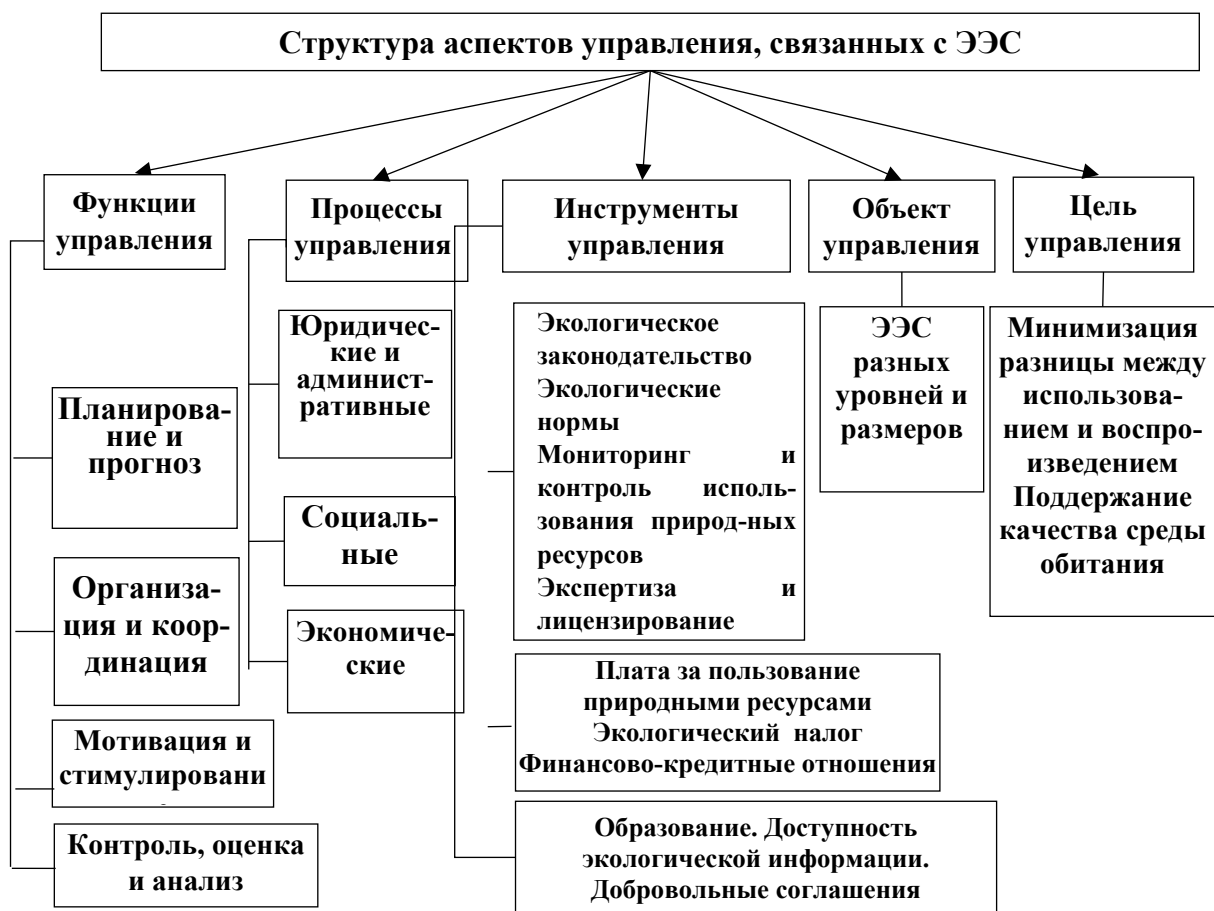 Структура аспектов управления, связанных с ЭЭС
Функции
управления
Процессы
управления
Инструменты
управления
Объект
управления
Цель
управления
Планирова-
ние и
прогноз
Организа-
ция и коор-
динация
Мотивация и
стимулировани
Контроль, оценка
и анализ
Юридичес-
кие и
админист-
ративные
Социаль-
ные
Экономиче-
ские
Экологическое
законодательство
Экологические
нормы
Мониторинг и
контроль исполь-
зования природ-ных
ресурсов
Экспертиза и
лицензирование
Плата за пользование
природными ресурсами
Экологический налог
Финансово-кредитные отношения
Образование. Доступность
экологической информации.
Добровольные соглашения
ЭЭС
разных
уровней и
размеров
Минимизация
разницы между
использова-
нием и воспро-
изведением
Поддержание
качества среды
обитания